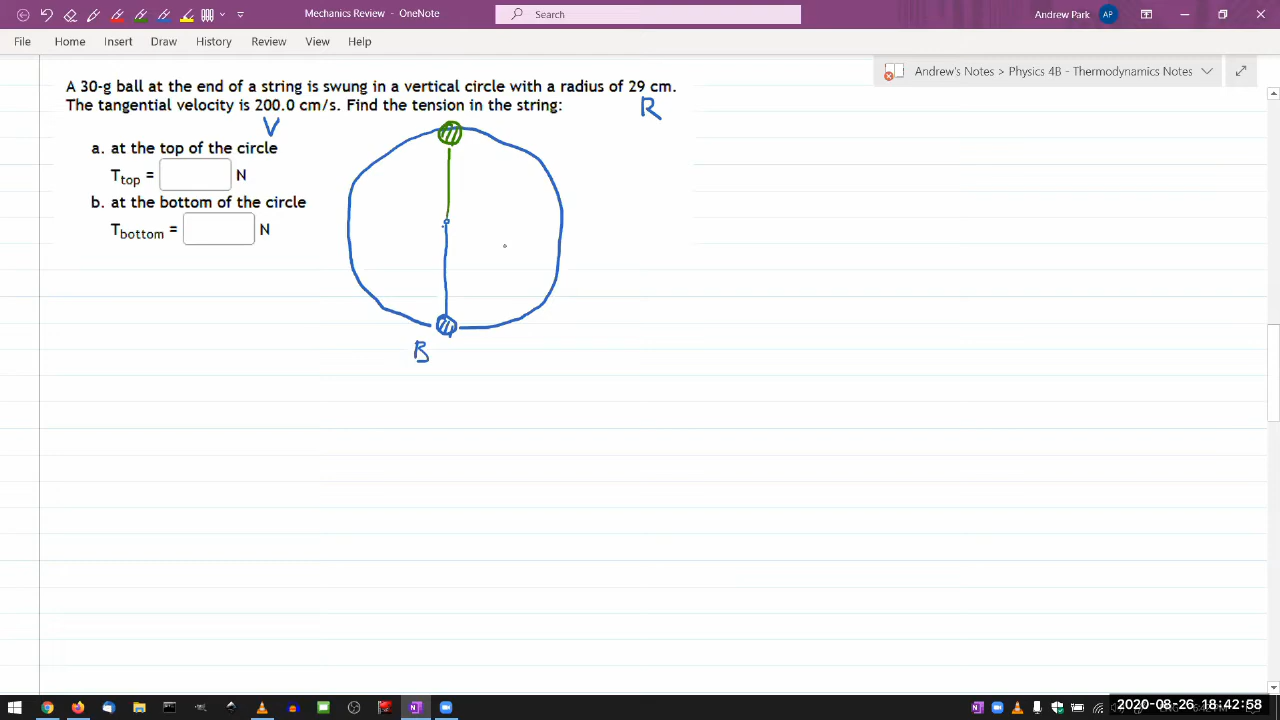 Mechanics Review - OneNote
Search
Andrew Park
AP
File Home Insert Draw History Review View Help
Andrew's Notes > Physics 4B - Thermodynamics Notes
A 30-g ball at the end of a string is swung in a vertical circle with a radius of 29 cm.
The tangential velocity is 200.0 cm/s. Find the tension in the string:
R
V
a. at the top of the circle
Ttop = N
b. at the bottom of the circle
Tbottom = N
B
2020-08-26 18:42:58